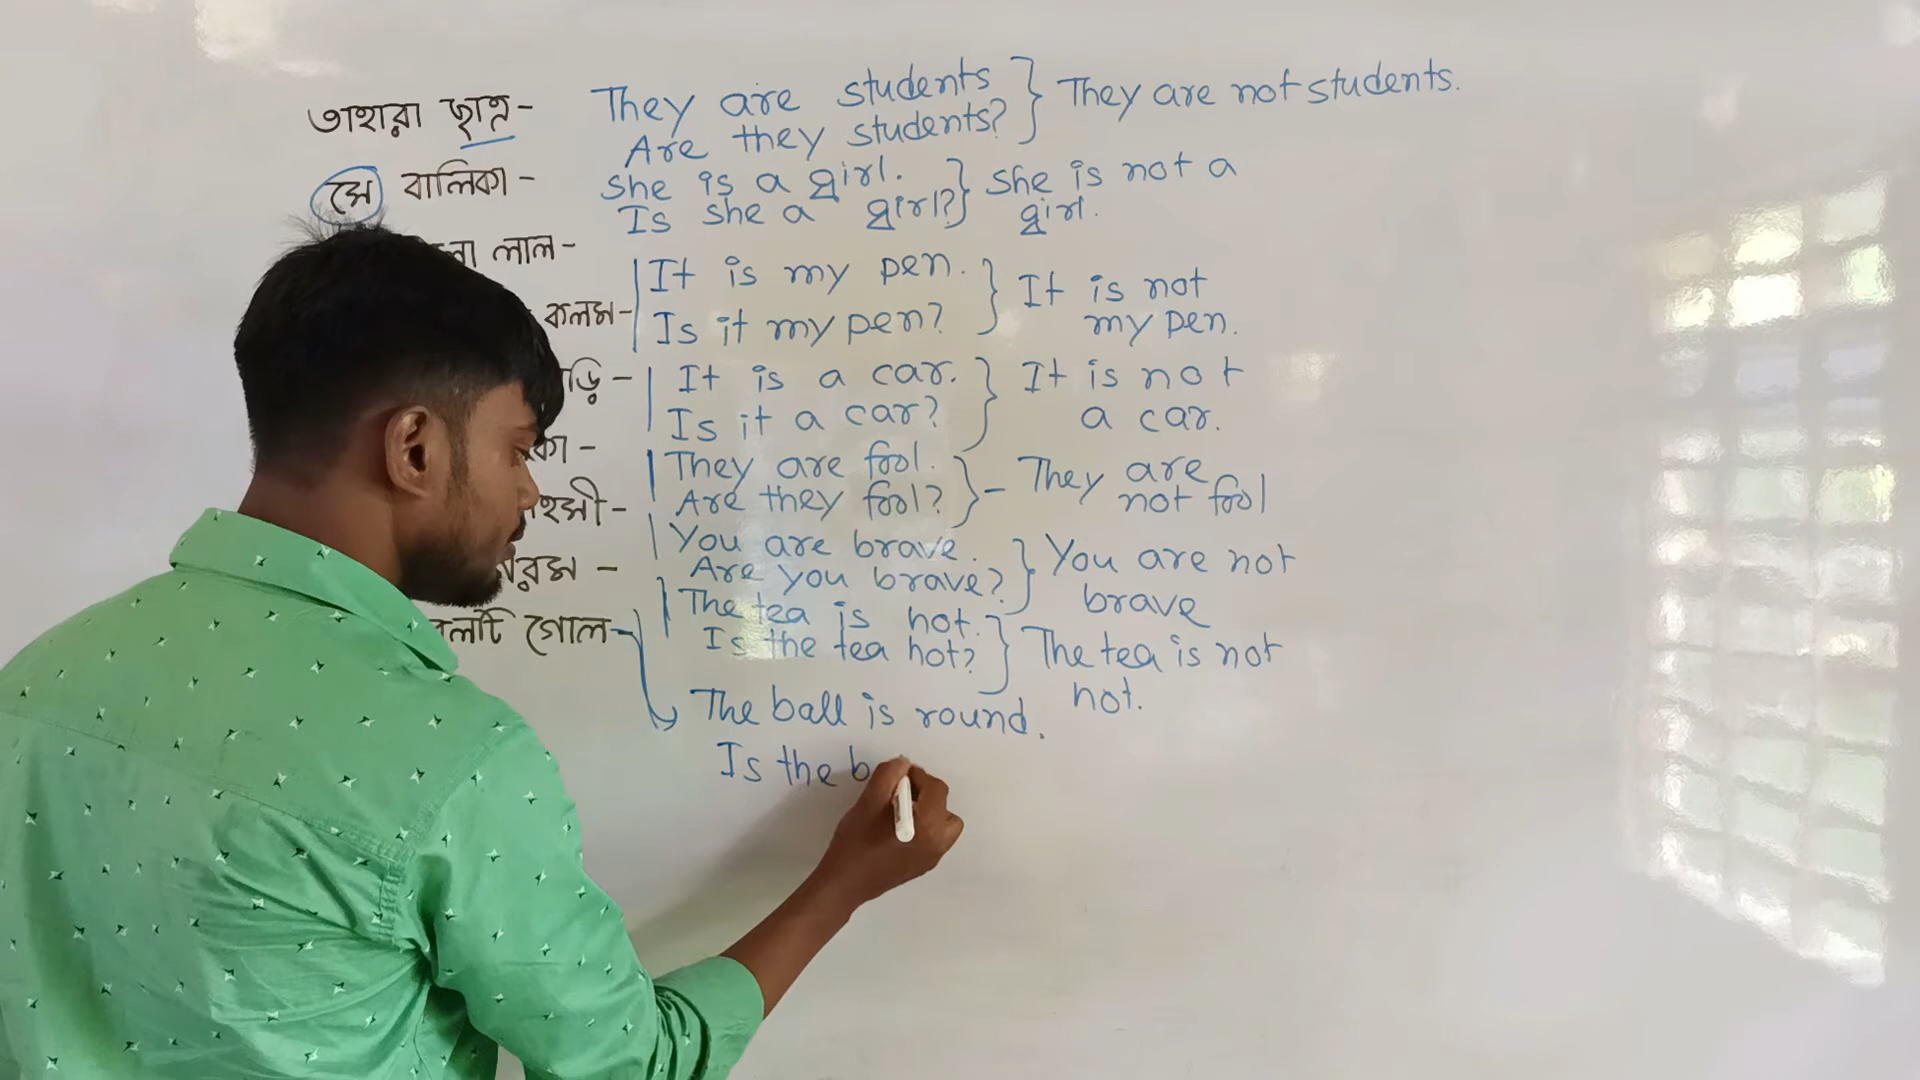 তাহারা ছাত্র- They are students } They are not students.
Are they students?
সে বালিকা - She is a girl. } She is not a
Is she a girl?} girl.
লাল-
It is my pen. } It is not
কলম- Is it my pen? my pen.
It is a car. } It is not
Is it a car? a car.
They are fool. } - They are
Are they fool? not fool
You are brave. } You are not
Are you brave? brave
The tea is hot. } The tea is not
Is the tea hot? hot.
গোল- The ball is round.
Is the b